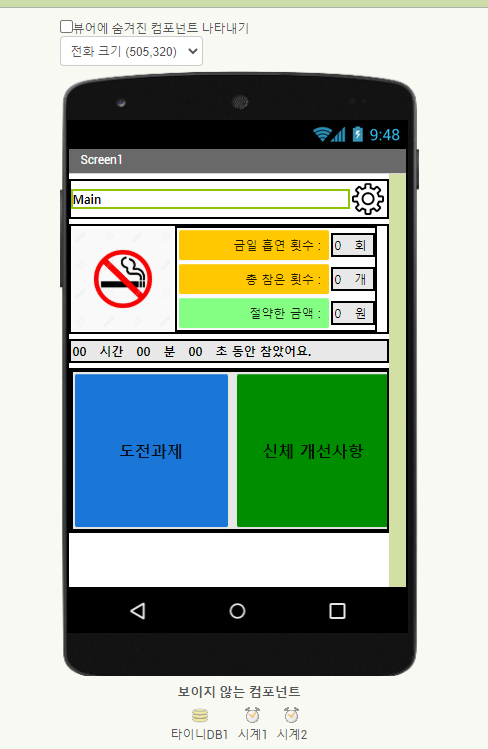 뷰어에 숨겨진 컴포넌트 나타내기
전화 크기 (505,320)
9:48
Screen1
Main
금일 흡연 횟수 : 0 회
총 참은 횟수 : 0 개
절약한 금액 : 0 원
00 시간 00 분 00 초 동안 참았어요.
도전과제 신체 개선사항
보이지 않는 컴포넌트
타이니DB1 시계1 시계2